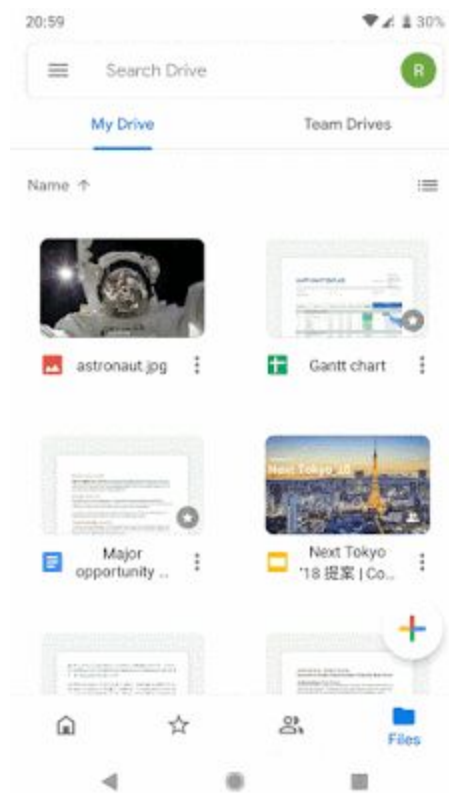 20:59
30%
Search Drive
R
My Drive
Team Drives
Name
astronaut.jpg
Gantt chart
Next Tokyo '18
Major
opportunity ..
Next Tokyo
'18 提案 | Co..
Files